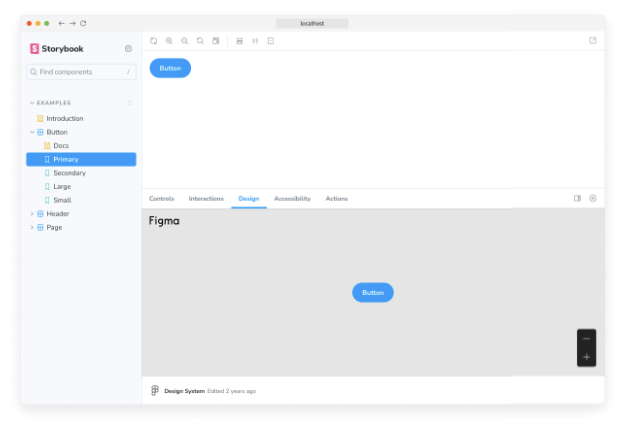 localhost
Storybook
Find components /
EXAMPLES
Introduction
Button
Docs
Primary
Secondary
Large
Small
Header
Page
Button
Controls Interactions Design Accessibility Actions
Figma
Button
Design System Edited 2 years ago